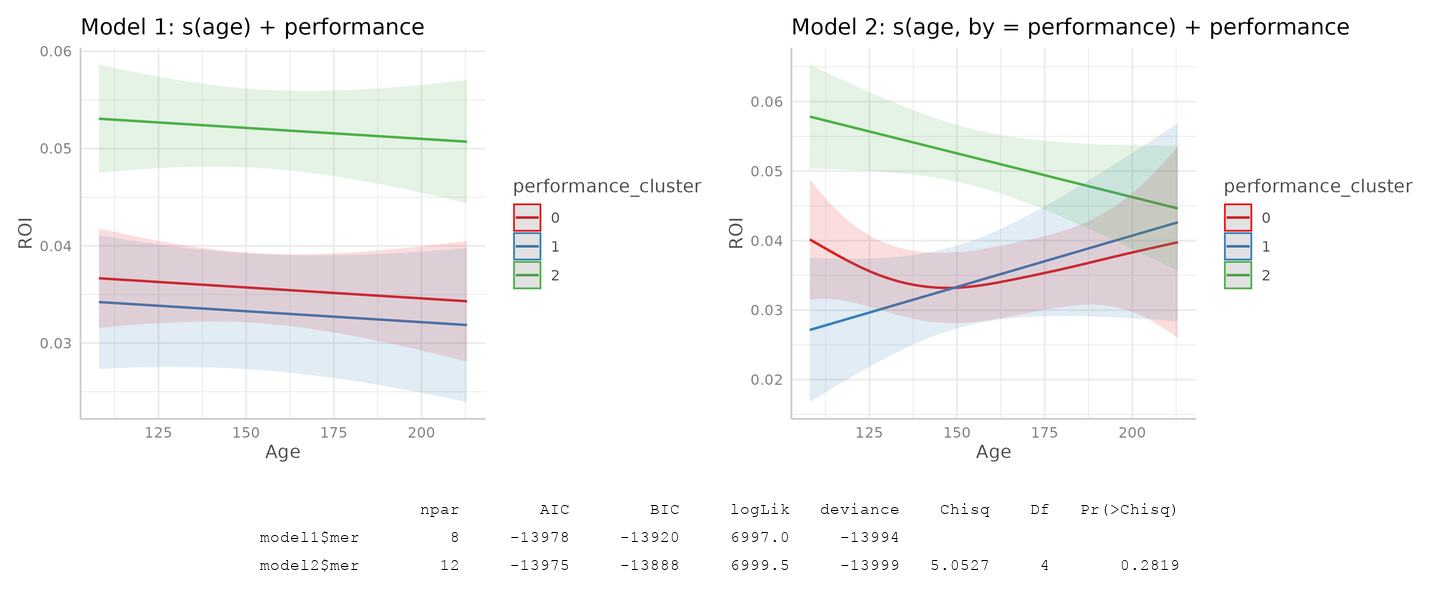 Model 1: s(age) + performance
0.06
0.05
0.04
0.03
ROI
125 150 175 200
Age
performance_cluster
0
1
2
Model 2: s(age, by = performance) + performance
0.06
0.05
0.04
0.03
0.02
ROI
125 150 175 200
Age
performance_cluster
0
1
2
npar AIC BIC logLik deviance Chisq Df Pr(>Chisq)
model1$mer 8 -13978 -13920 6997.0 -13994
model2$mer 12 -13975 -13888 6999.5 -13999 5.0527 4 0.2819